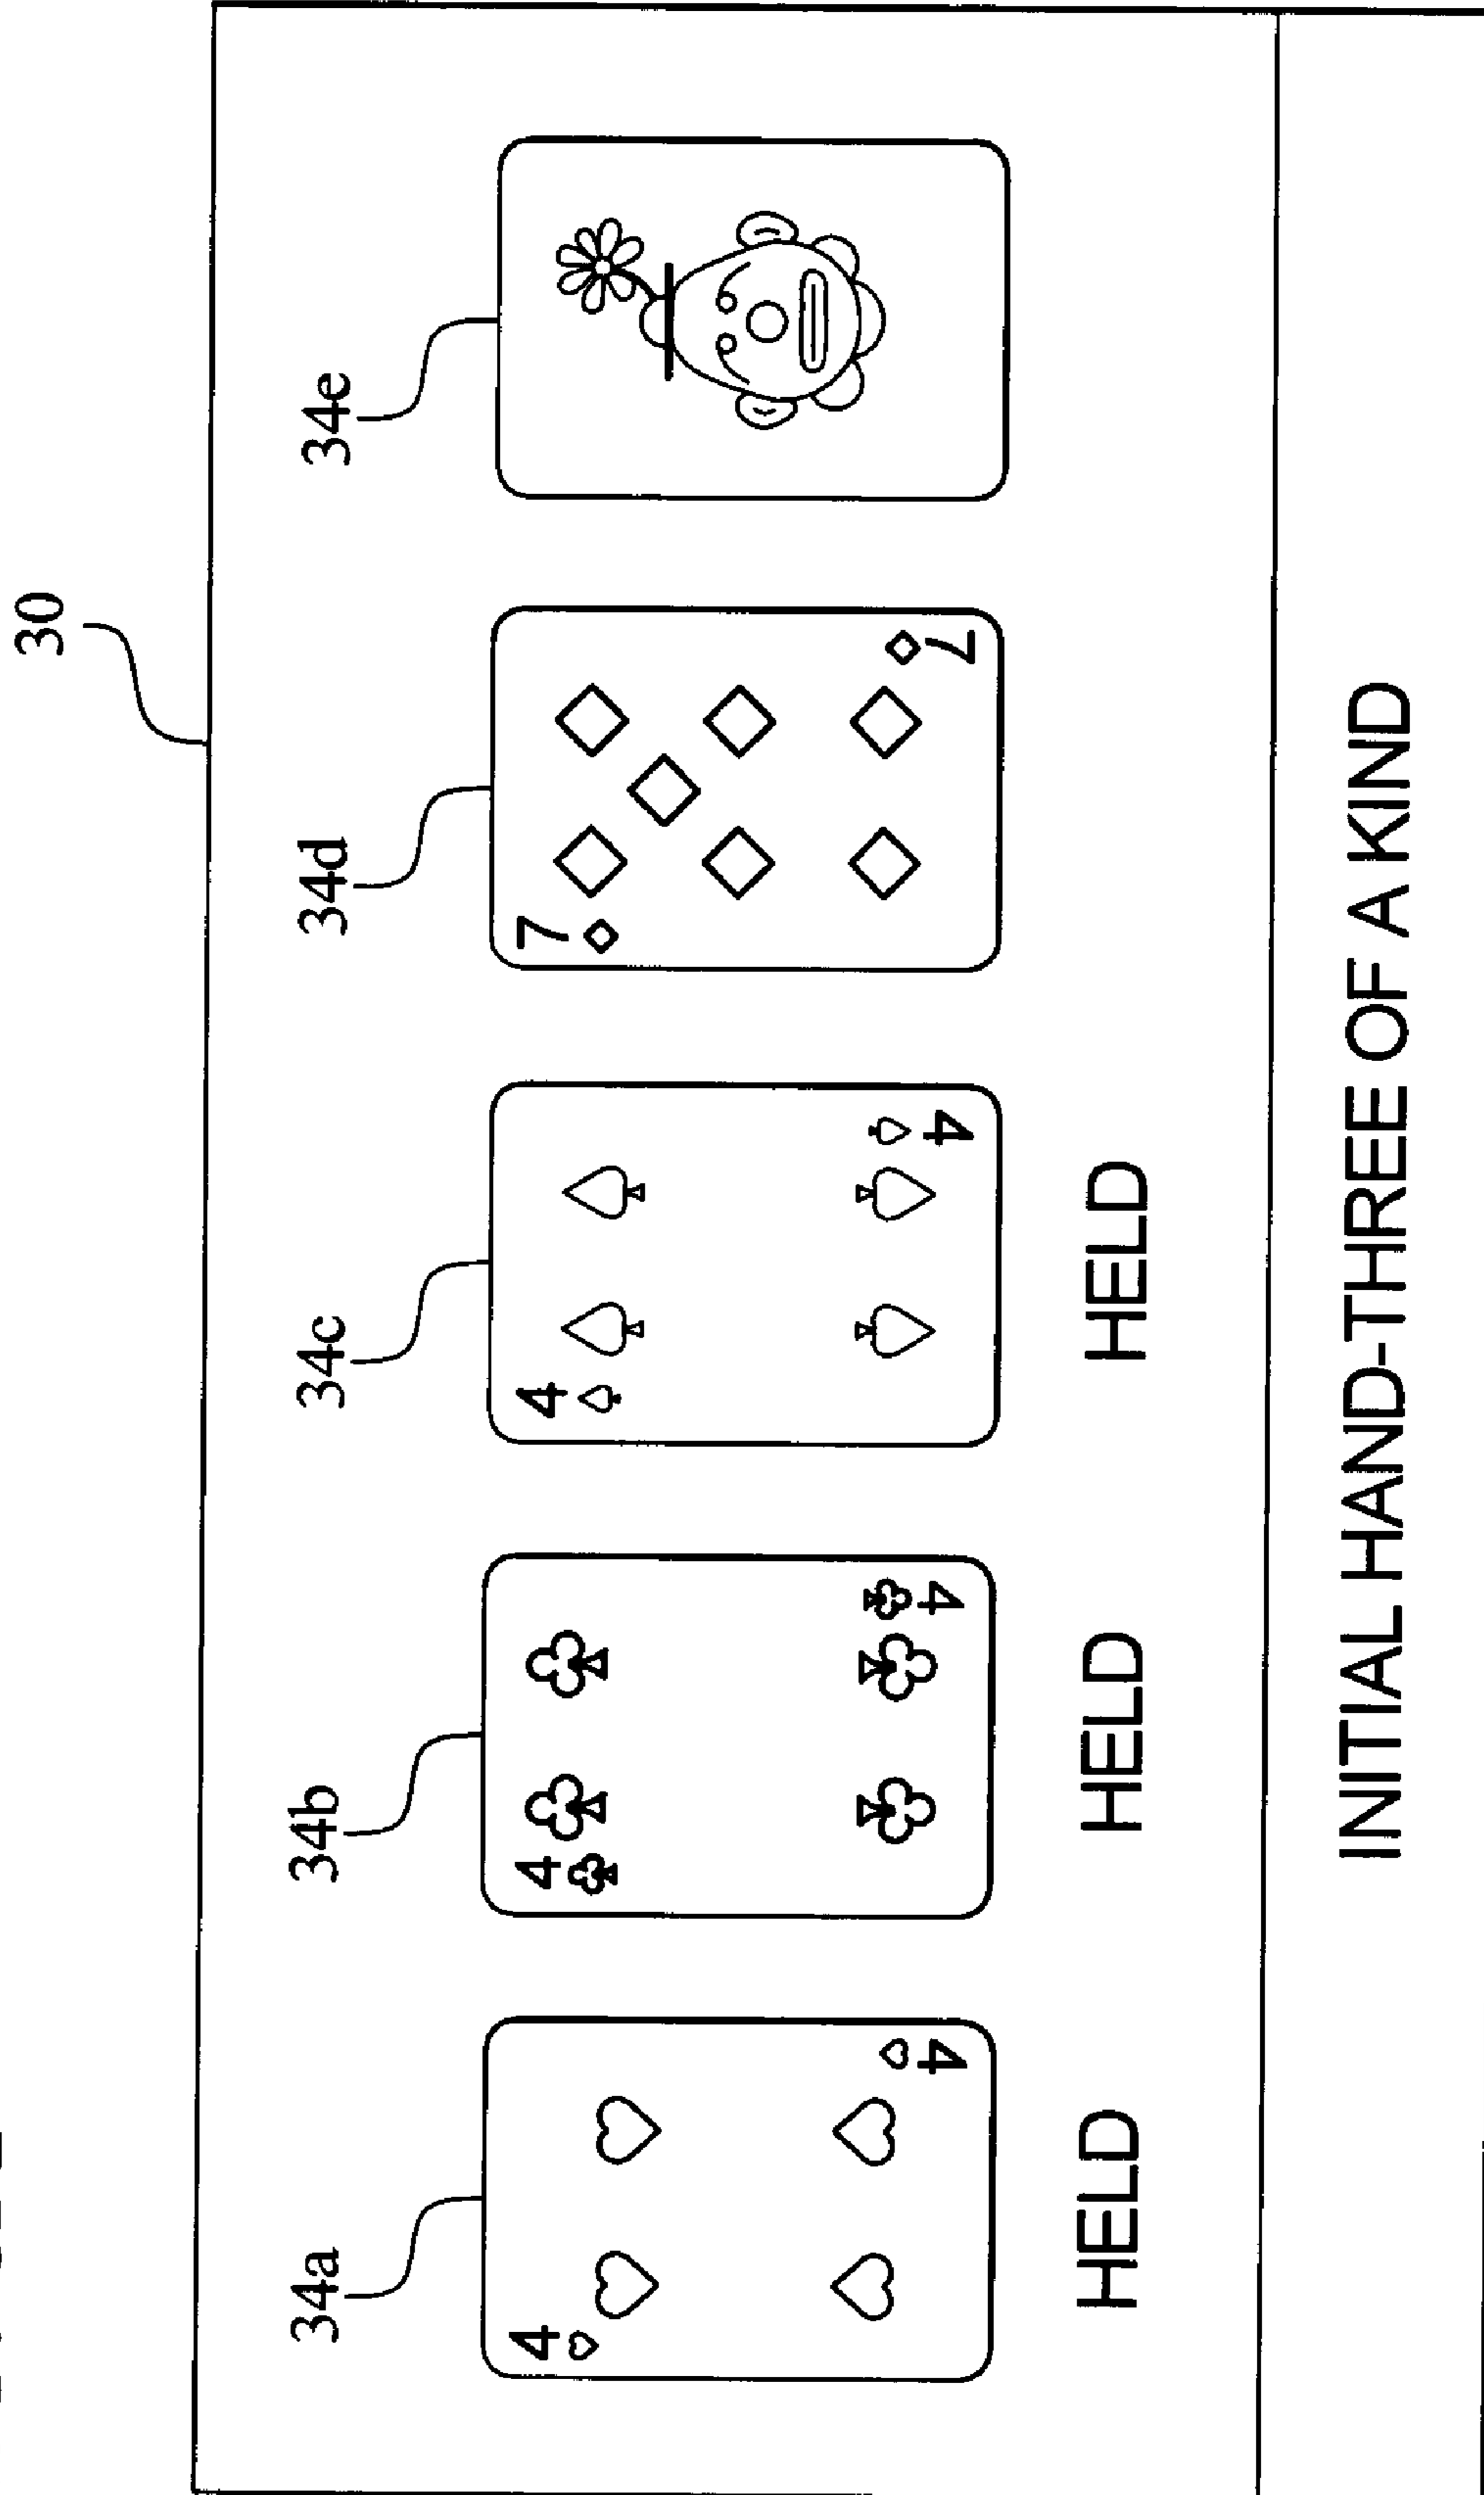 30
34a 34b 34c 34d 34e
4 4 4 7
4 4 4 7
HELD HELD HELD
INITIAL HAND-THREE OF A KIND